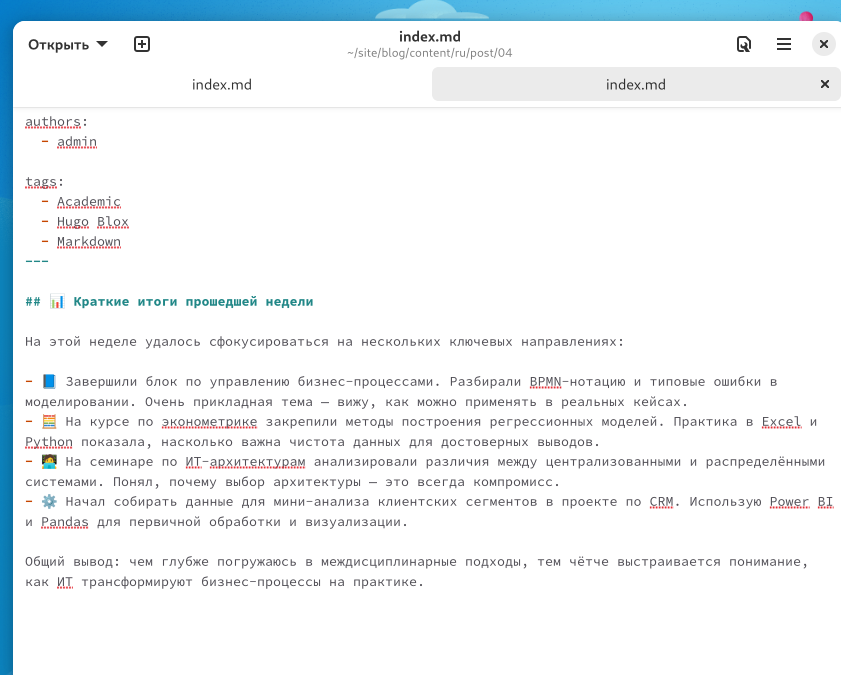 Открыть
index.md
~/site/blog/content/ru/post/04
index.md
index.md
authors:
- admin
tags:
- Academic
- Hugo Blox
- Markdown
---
## 📊 Краткие итоги прошедшей недели
На этой неделе удалось сфокусироваться на нескольких ключевых направлениях:
- 📘 Завершили блок по управлению бизнес-процессами. Разбирали BPMN-нотацию и типовые ошибки в
моделировании. Очень прикладная тема — вижу, как можно применять в реальных кейсах.
- 🧮 На курсе по эконометрике закрепили методы построения регрессионных моделей. Практика в Excel и
Python показала, насколько важна чистота данных для достоверных выводов.
- 🧑‍💻 На семинаре по ИТ-архитектурам анализировали различия между централизованными и распределёнными
системами. Понял, почему выбор архитектуры — это всегда компромисс.
- ⚙️ Начал собирать данные для мини-анализа клиентских сегментов в проекте по CRM. Использую Power BI
и Pandas для первичной обработки и визуализации.
Общий вывод: чем глубже погружаюсь в междисциплинарные подходы, тем чётче выстраивается понимание,
как ИТ трансформируют бизнес-процессы на практике.